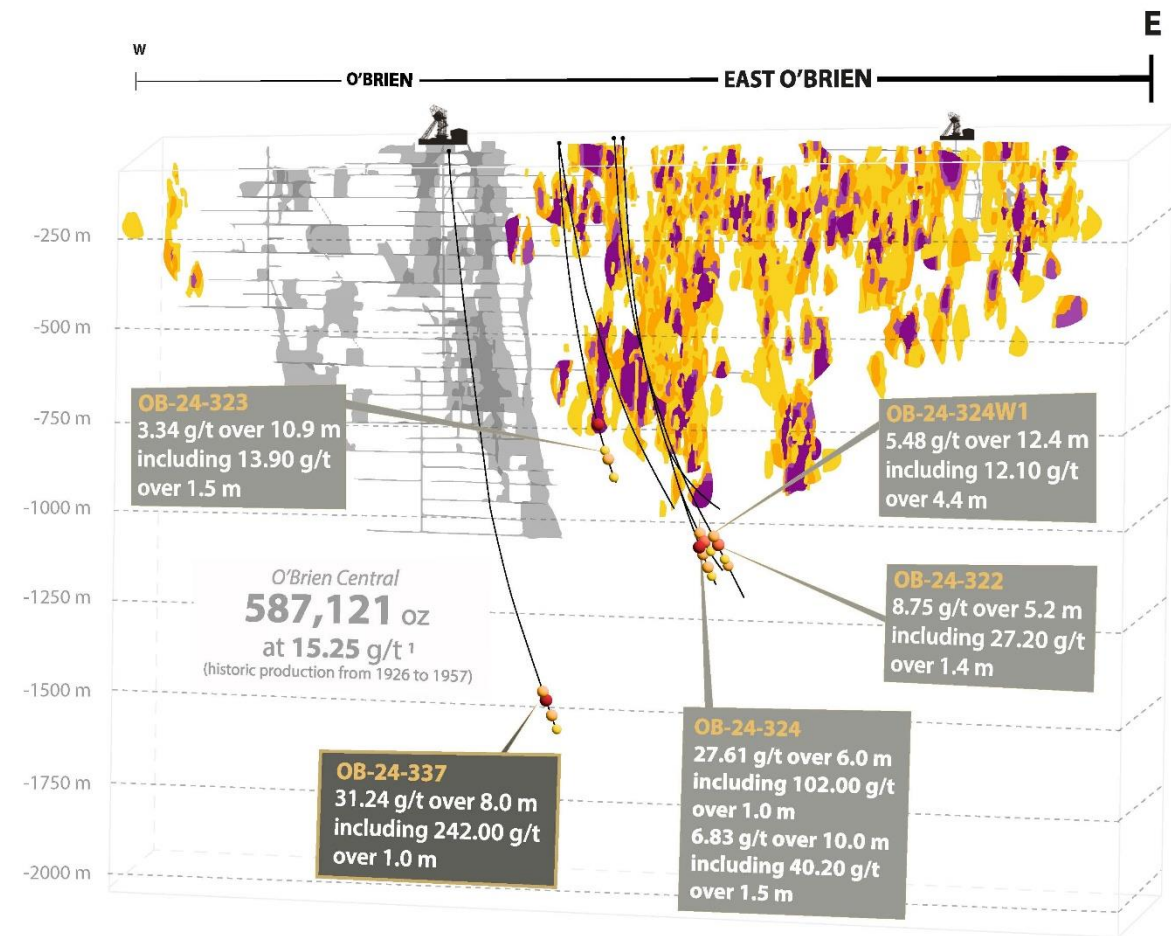 W
E
O'BRIEN
EAST O'BRIEN
-250 m
-500 m
-750 m
-1000 m
-1250 m
-1500 m
-1750 m
-2000 m
OB-24-323
3.34 g/t over 10.9 m
including 13.90 g/t
over 1.5 m
OB-24-324W1
5.48 g/t over 12.4 m
including 12.10 g/t
over 4.4 m
O'Brien Central
587,121 oz
at 15.25 g/t ¹
(historic production from 1926 to 1957)
OB-24-322
8.75 g/t over 5.2 m
including 27.20 g/t
over 1.4 m
OB-24-337
31.24 g/t over 8.0 m
including 242.00 g/t
over 1.0 m
OB-24-324
27.61 g/t over 6.0 m
including 102.00 g/t
over 1.0 m
6.83 g/t over 10.0 m
including 40.20 g/t
over 1.5 m